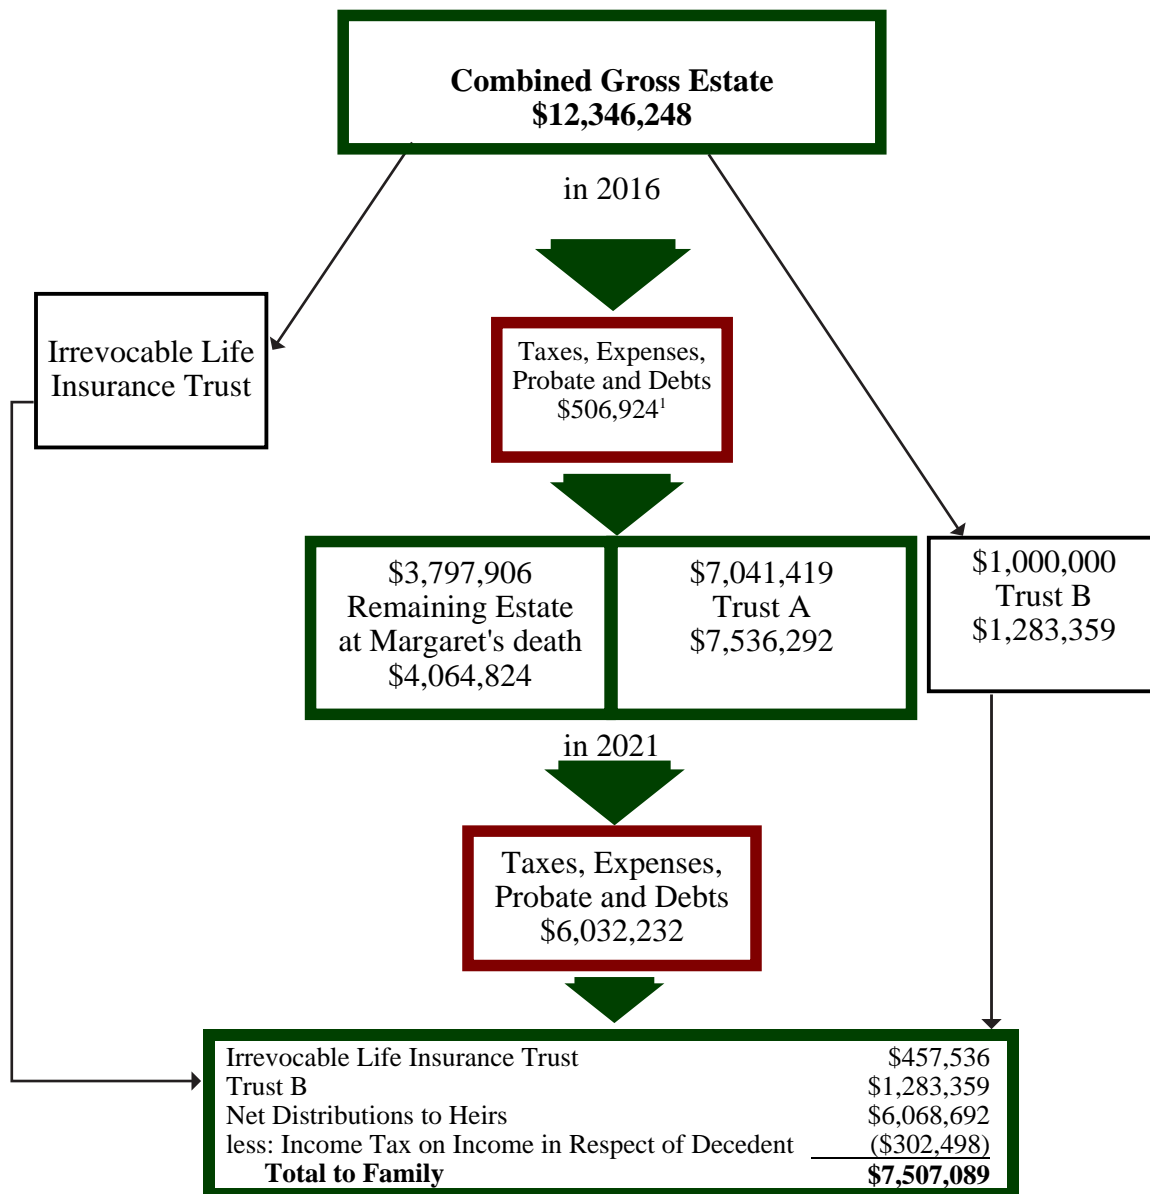 Combined Gross Estate
$12,346,248
in 2016
Irrevocable Life
Insurance Trust
Taxes, Expenses,
Probate and Debts
$506,924¹
$3,797,906
Remaining Estate
at Margaret's death
$4,064,824
$7,041,419
Trust A
$7,536,292
$1,000,000
Trust B
$1,283,359
in 2021
Taxes, Expenses,
Probate and Debts
$6,032,232
Irrevocable Life Insurance Trust $457,536
Trust B $1,283,359
Net Distributions to Heirs $6,068,692
less: Income Tax on Income in Respect of Decedent ($302,498)
Total to Family $7,507,089